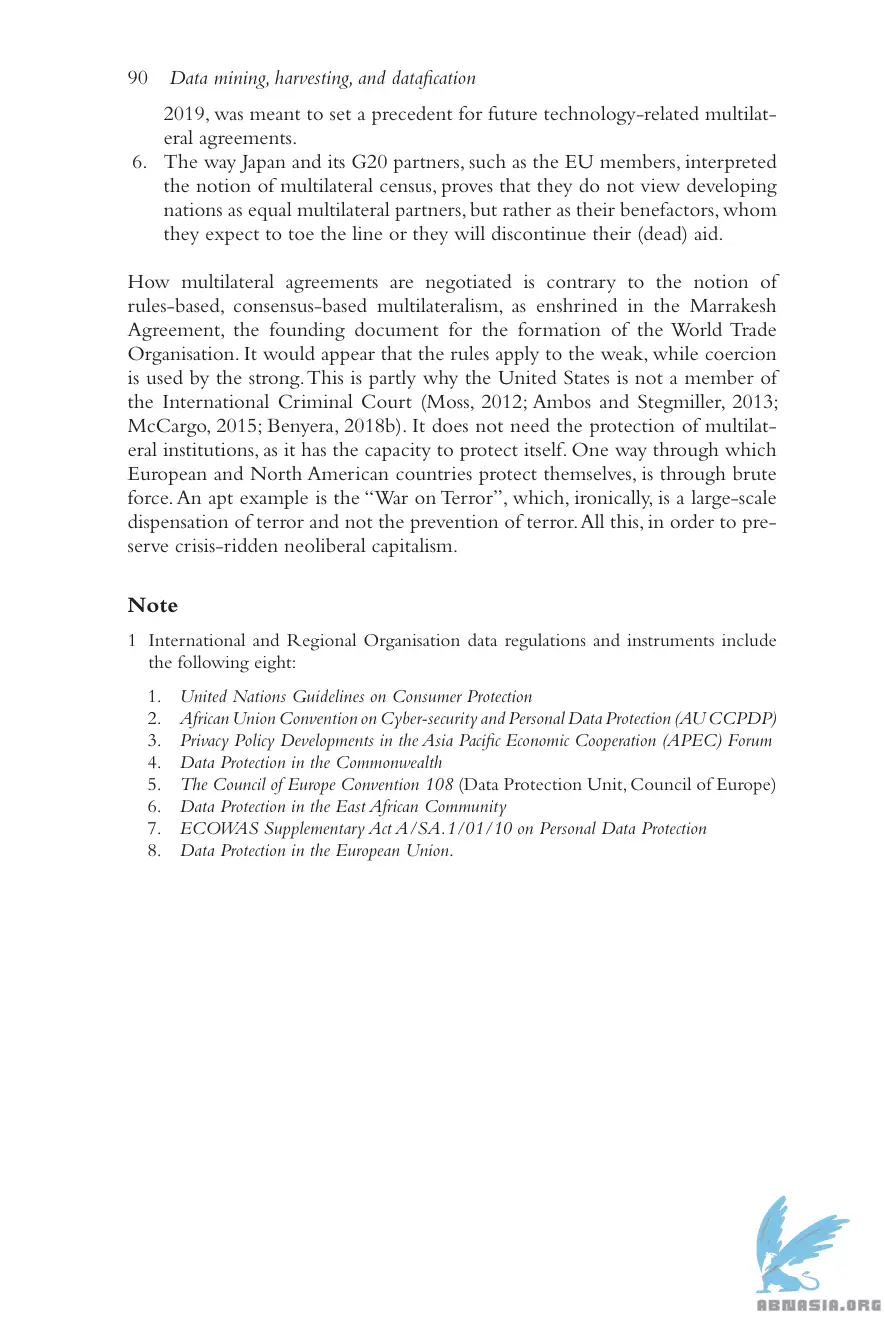 90 Data mining, harvesting, and datafication
2019, was meant to set a precedent for future technology-related multilat-
eral agreements.
6. The way Japan and its G20 partners, such as the EU members, interpreted
the notion of multilateral census, proves that they do not view developing
nations as equal multilateral partners, but rather as their benefactors, whom
they expect to toe the line or they will discontinue their (dead) aid.
How multilateral agreements are negotiated is contrary to the notion of
rules-based, consensus-based multilateralism, as enshrined in the Marrakesh
Agreement, the founding document for the formation of the World Trade
Organisation. It would appear that the rules apply to the weak, while coercion
is used by the strong. This is partly why the United States is not a member of
the International Criminal Court (Moss, 2012; Ambos and Stegmiller, 2013;
McCargo, 2015; Benyera, 2018b). It does not need the protection of multilat-
eral institutions, as it has the capacity to protect itself. One way through which
European and North American countries protect themselves, is through brute
force. An apt example is the “War on Terror”, which, ironically, is a large-scale
dispensation of terror and not the prevention of terror. All this, in order to pre-
serve crisis-ridden neoliberal capitalism.
Note
1 International and Regional Organisation data regulations and instruments include
the following eight:
1. United Nations Guidelines on Consumer Protection
2. African Union Convention on Cyber-security and Personal Data Protection (AU CCPDP)
3. Privacy Policy Developments in the Asia Pacific Economic Cooperation (APEC) Forum
4. Data Protection in the Commonwealth
5. The Council of Europe Convention 108 (Data Protection Unit, Council of Europe)
6. Data Protection in the East African Community
7. ECOWAS Supplementary Act A/SA.1/01/10 on Personal Data Protection
8. Data Protection in the European Union.
ABNASIA.ORG